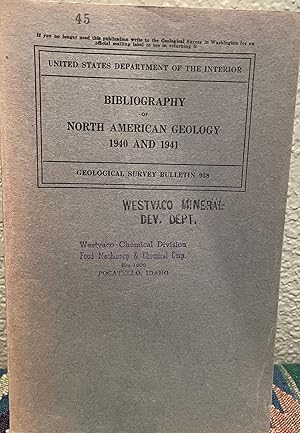 45
If you no longer need this publication write to the Geological Survey in Washington for an
official mailing label to use in returning it
UNITED STATES DEPARTMENT OF THE INTERIOR
BIBLIOGRAPHY
OF
NORTH AMERICAN GEOLOGY
1940 AND 1941
GEOLOGICAL SURVEY BULLETIN 938
WESTVACO MINERAL
DEV. DEPT.
Westvaco Chemical Division
Food Machinery & Chemical Corp.
POCATELLO, IDAHO